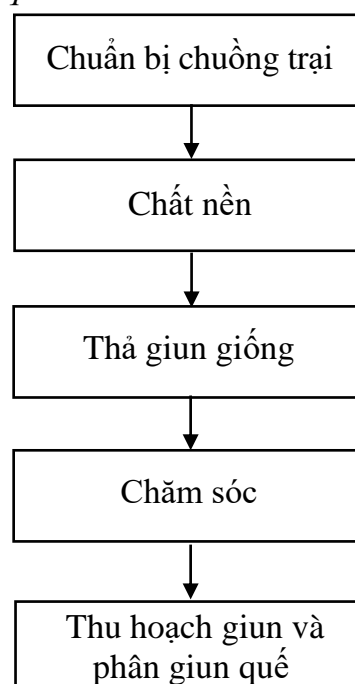 Chuẩn bị chuồng trại
Chất nền
Thả giun giống
Chăm sóc
Thu hoạch giun và
phân giun quế